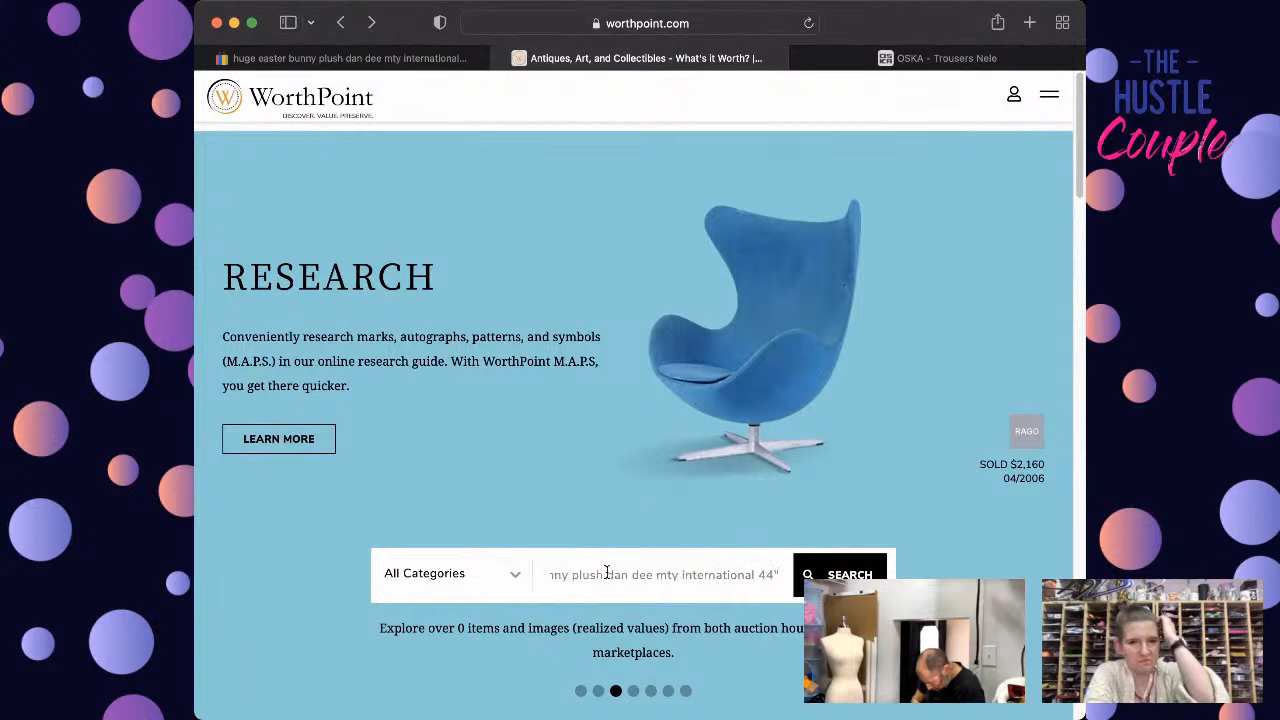 worthpoint.com
huge easter bunny plush dan dee mty international...
Antiques, Art, and Collectibles - What's it Worth? |...
OSKA - Trousers Nele
-THE-
HUSTLE
Couple
W WorthPoint
DISCOVER. VALUE. PRESERVE.
RESEARCH
Conveniently research marks, autographs, patterns, and symbols
(M.A.P.S.) in our online research guide. With WorthPoint M.A.P.S,
you get there quicker.
LEARN MORE
RAGO
SOLD $2,160
04/2006
All Categories
nny plush dan dee mty international 44"
SEARCH
Explore over 0 items and images (realized values) from both auction hou
marketplaces.